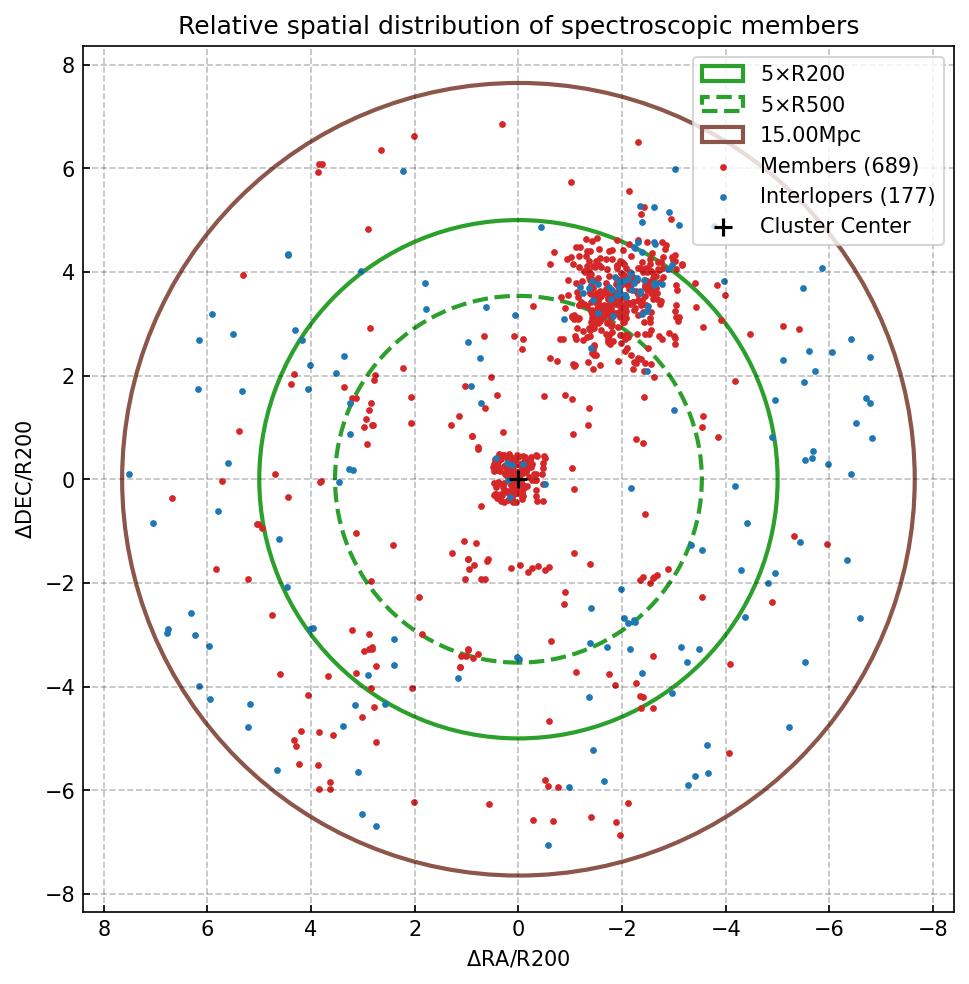 Relative spatial distribution of spectroscopic members
5×R200
5×R500
15.00Mpc
Members (689)
Interlopers (177)
Cluster Center
ΔDEC/R200
8
6
4
2
0
−2
−4
−6
−8
8 6 4 2 0 −2 −4 −6 −8
ΔRA/R200